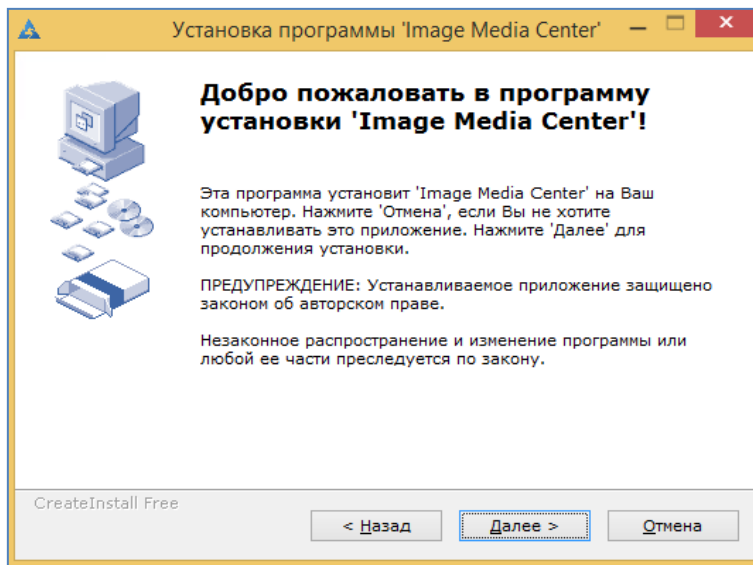 Установка программы 'Image Media Center'
Добро пожаловать в программу
установки 'Image Media Center'!
Эта программа установит 'Image Media Center' на Ваш
компьютер. Нажмите 'Отмена', если Вы не хотите
устанавливать это приложение. Нажмите 'Далее' для
продолжения установки.
ПРЕДУПРЕЖДЕНИЕ: Устанавливаемое приложение защищено
законом об авторском праве.
Незаконное распространение и изменение программы или
любой ее части преследуется по закону.
CreateInstall Free
< Назад
Далее >
Отмена